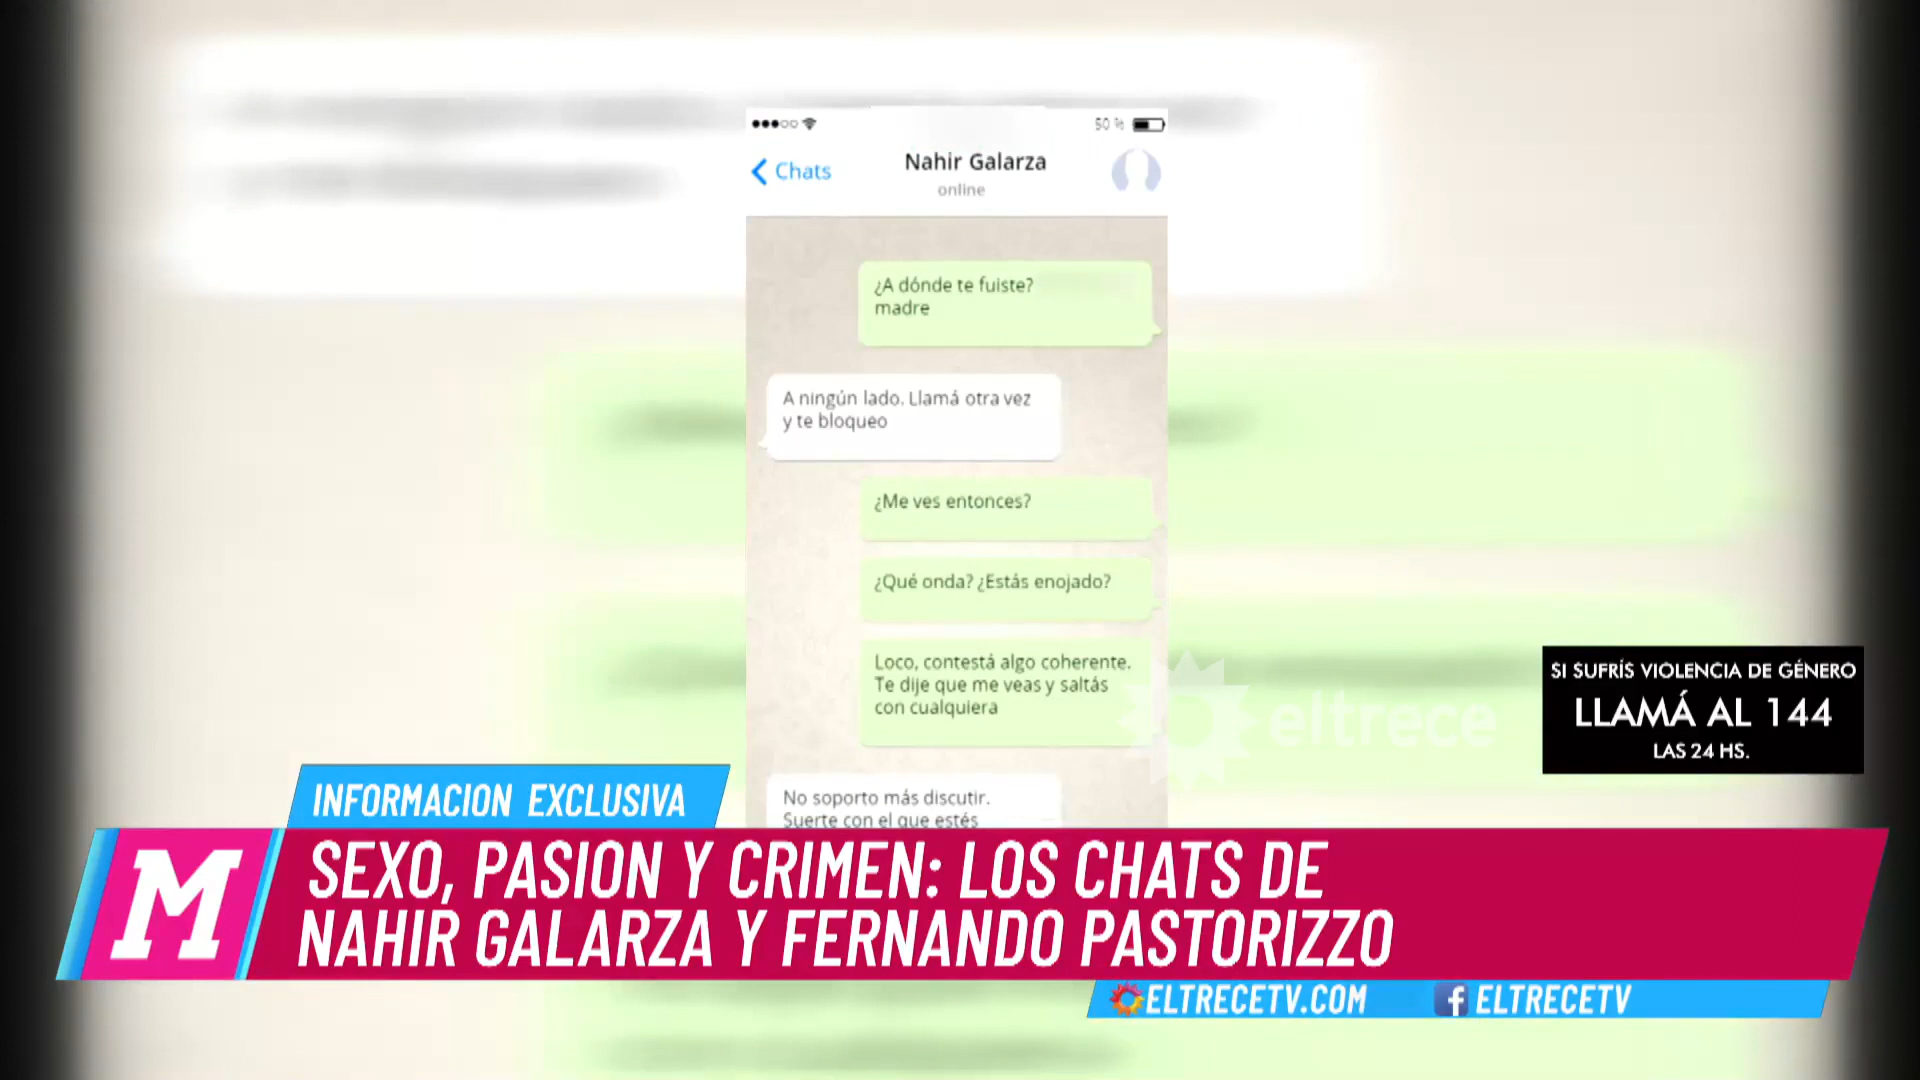 50 %
Chats
Nahir Galarza
online
¿A dónde te fuiste?
madre
A ningún lado. Llamá otra vez
y te bloqueo
¿Me ves entonces?
¿Qué onda? ¿Estás enojado?
Loco, contestá algo coherente.
Te dije que me veas y saltás
con cualquiera
No soporto más discutir.
Suerte con el que estés
eltrece
SI SUFRÍS VIOLENCIA DE GÉNERO
LLAMÁ AL 144
LAS 24 HS.
INFORMACION EXCLUSIVA
M
SEXO, PASION Y CRIMEN: LOS CHATS DE
NAHIR GALARZA Y FERNANDO PASTORIZZO
ELTRECETV.COM
f ELTRECETV